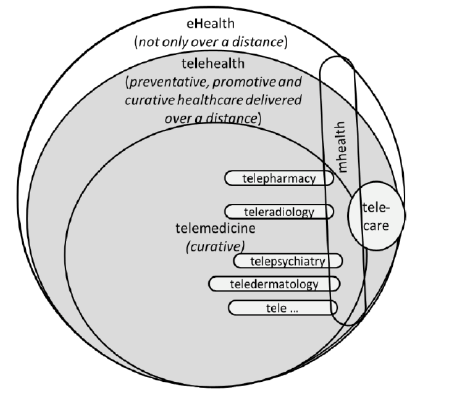 eHealth
(not only over a distance)
telehealth
(preventative, promotive and
curative healthcare delivered
over a distance)
mhealth
telepharmacy
tele-
care
teleradiology
telemedicine
(curative)
telepsychiatry
teledermatology
tele ...